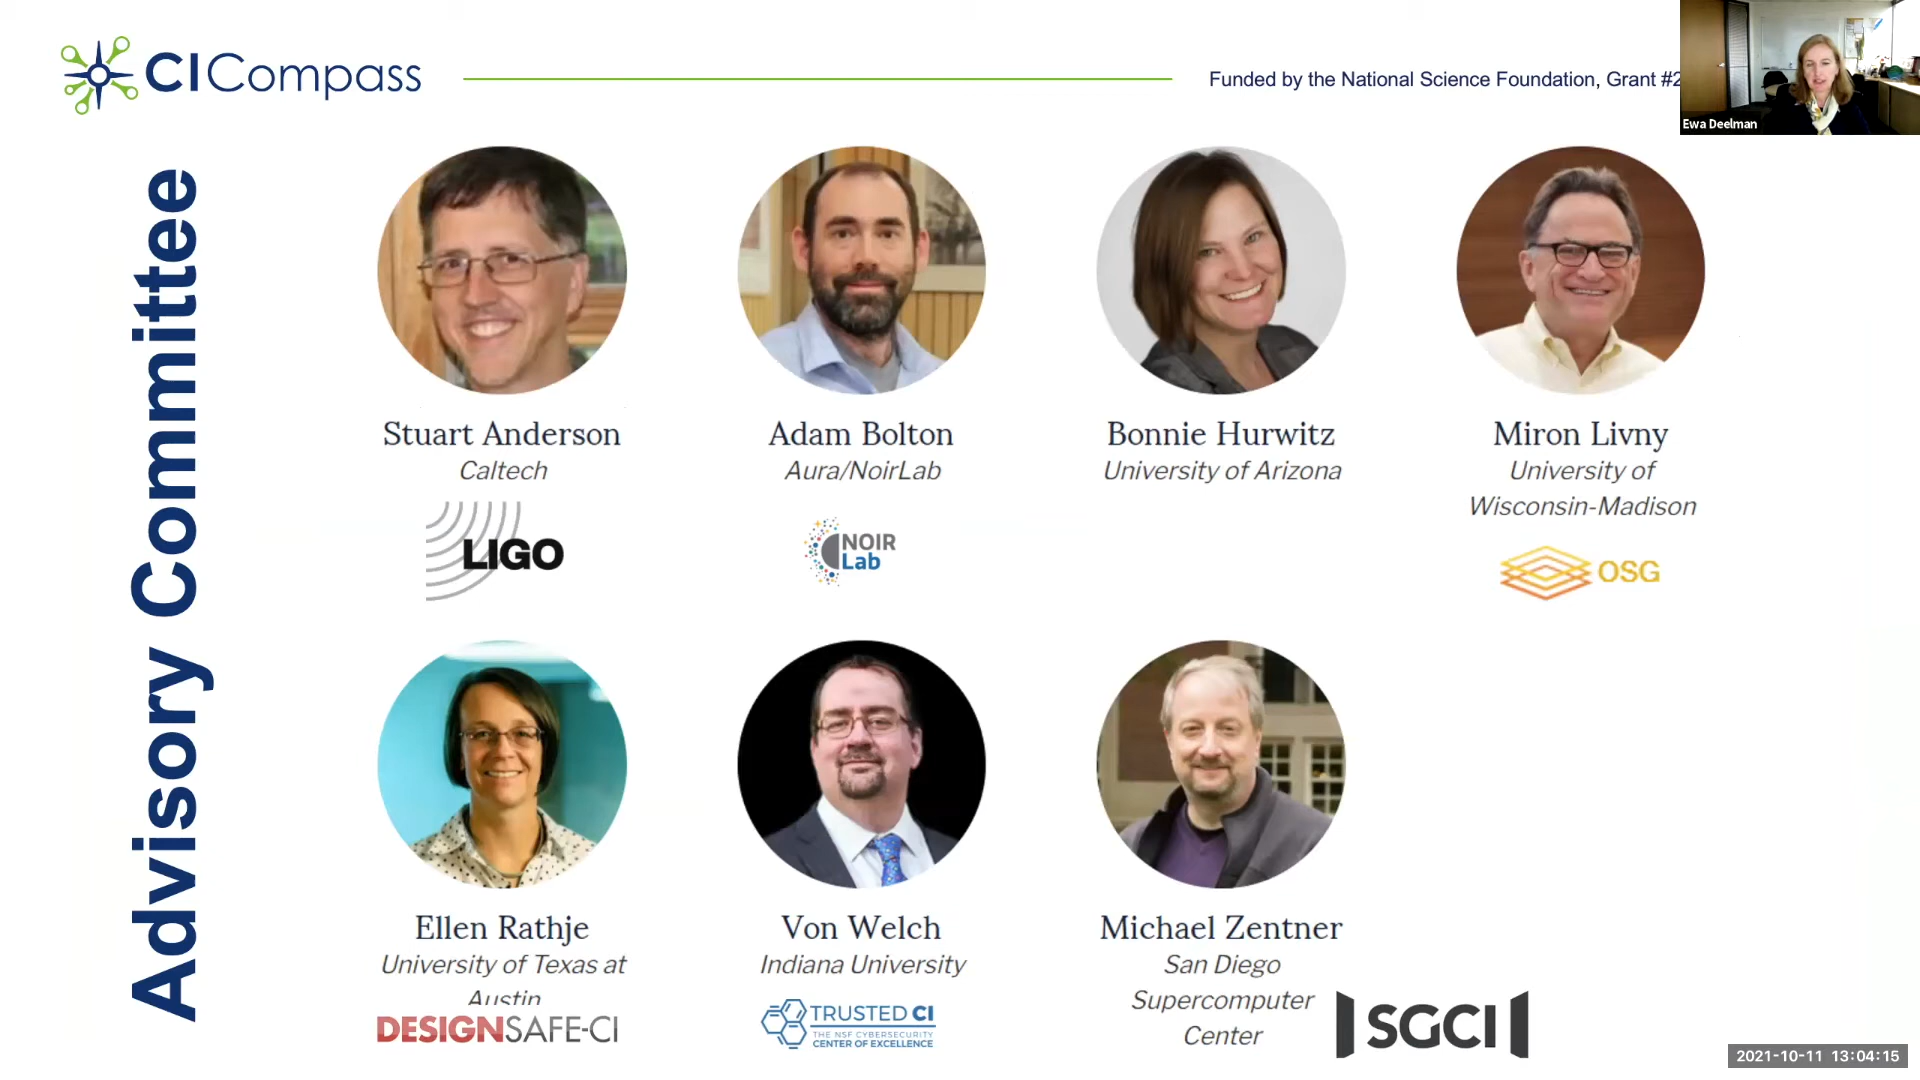 CICompass
Funded by the National Science Foundation, Grant #2
Ewa Deelman
Advisory Committee
Stuart Anderson
Caltech
LIGO
Adam Bolton
Aura/NoirLab
NOIR
Lab
Bonnie Hurwitz
University of Arizona
Miron Livny
University of
Wisconsin-Madison
OSG
Ellen Rathje
University of Texas at
Austin
DESIGNSAFE-CI
Von Welch
Indiana University
TRUSTED CI
THE NSF CYBERSECURITY
CENTER OF EXCELLENCE
Michael Zentner
San Diego
Supercomputer
Center
SGCI
2021-10-11 13:04:15